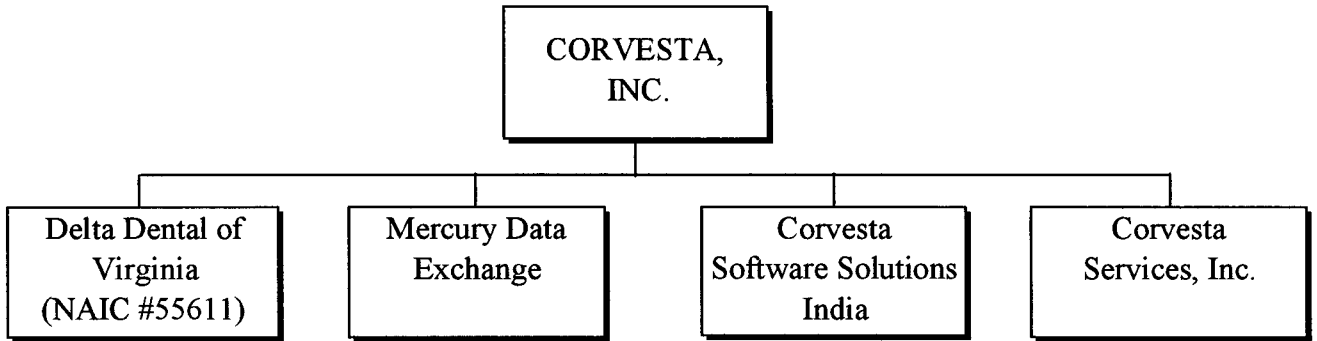 CORVESTA,
INC.
Delta Dental of
Virginia
(NAIC #55611)
Mercury Data
Exchange
Corvesta
Software Solutions
India
Corvesta
Services, Inc.